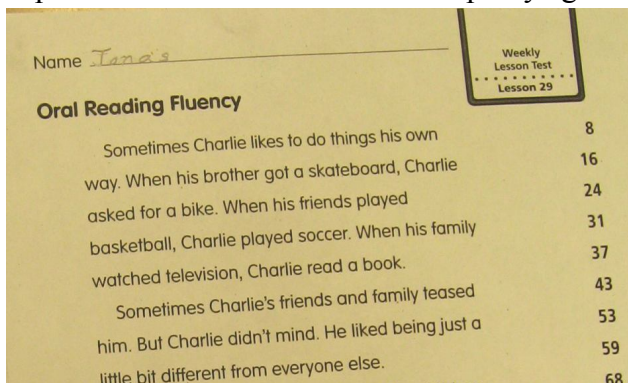 Name Jona's
Weekly
Lesson Test
Lesson 29
Oral Reading Fluency
Sometimes Charlie likes to do things his own 8
way. When his brother got a skateboard, Charlie 16
asked for a bike. When his friends played 24
basketball, Charlie played soccer. When his family 31
watched television, Charlie read a book. 37
Sometimes Charlie's friends and family teased 43
him. But Charlie didn't mind. He liked being just a 53
little bit different from everyone else. 59
68